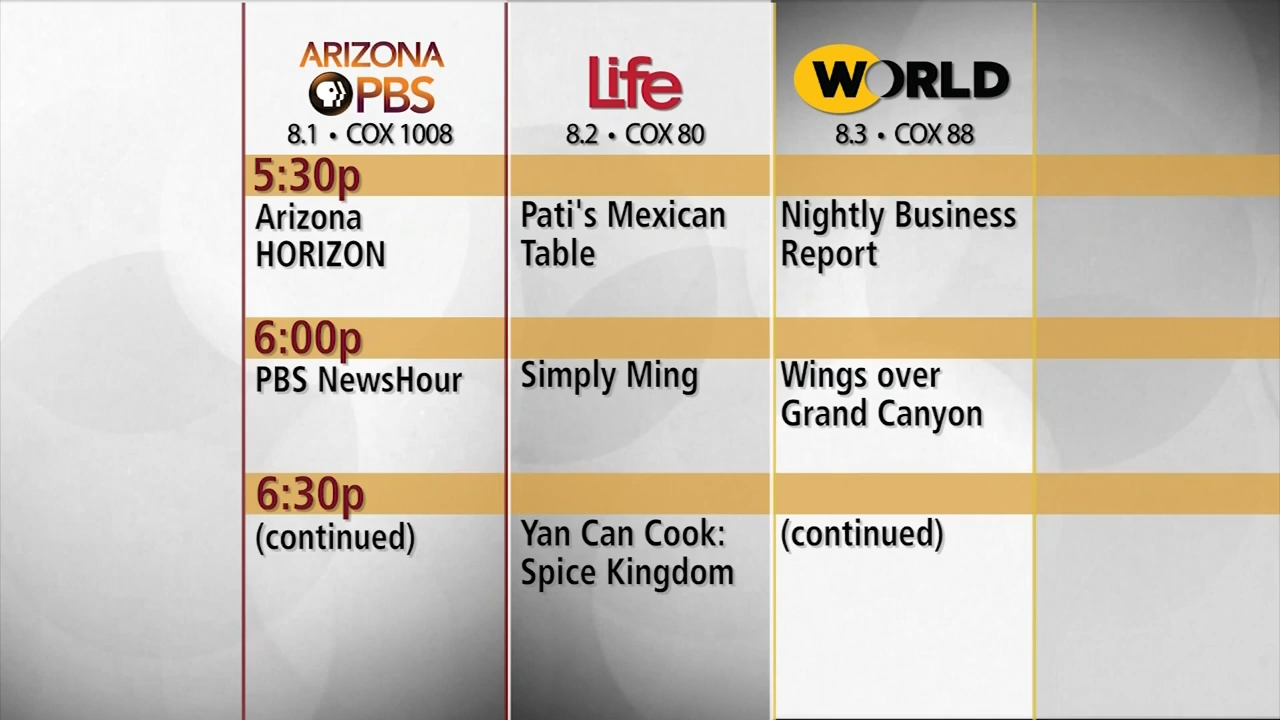 ARIZONA
PBS
8.1 • COX 1008
Life
8.2 • COX 80
WORLD
8.3 • COX 88
5:30p
Arizona
HORIZON
Pati's Mexican
Table
Nightly Business
Report
6:00p
PBS NewsHour
Simply Ming
Wings over
Grand Canyon
6:30p
(continued)
Yan Can Cook:
Spice Kingdom
(continued)